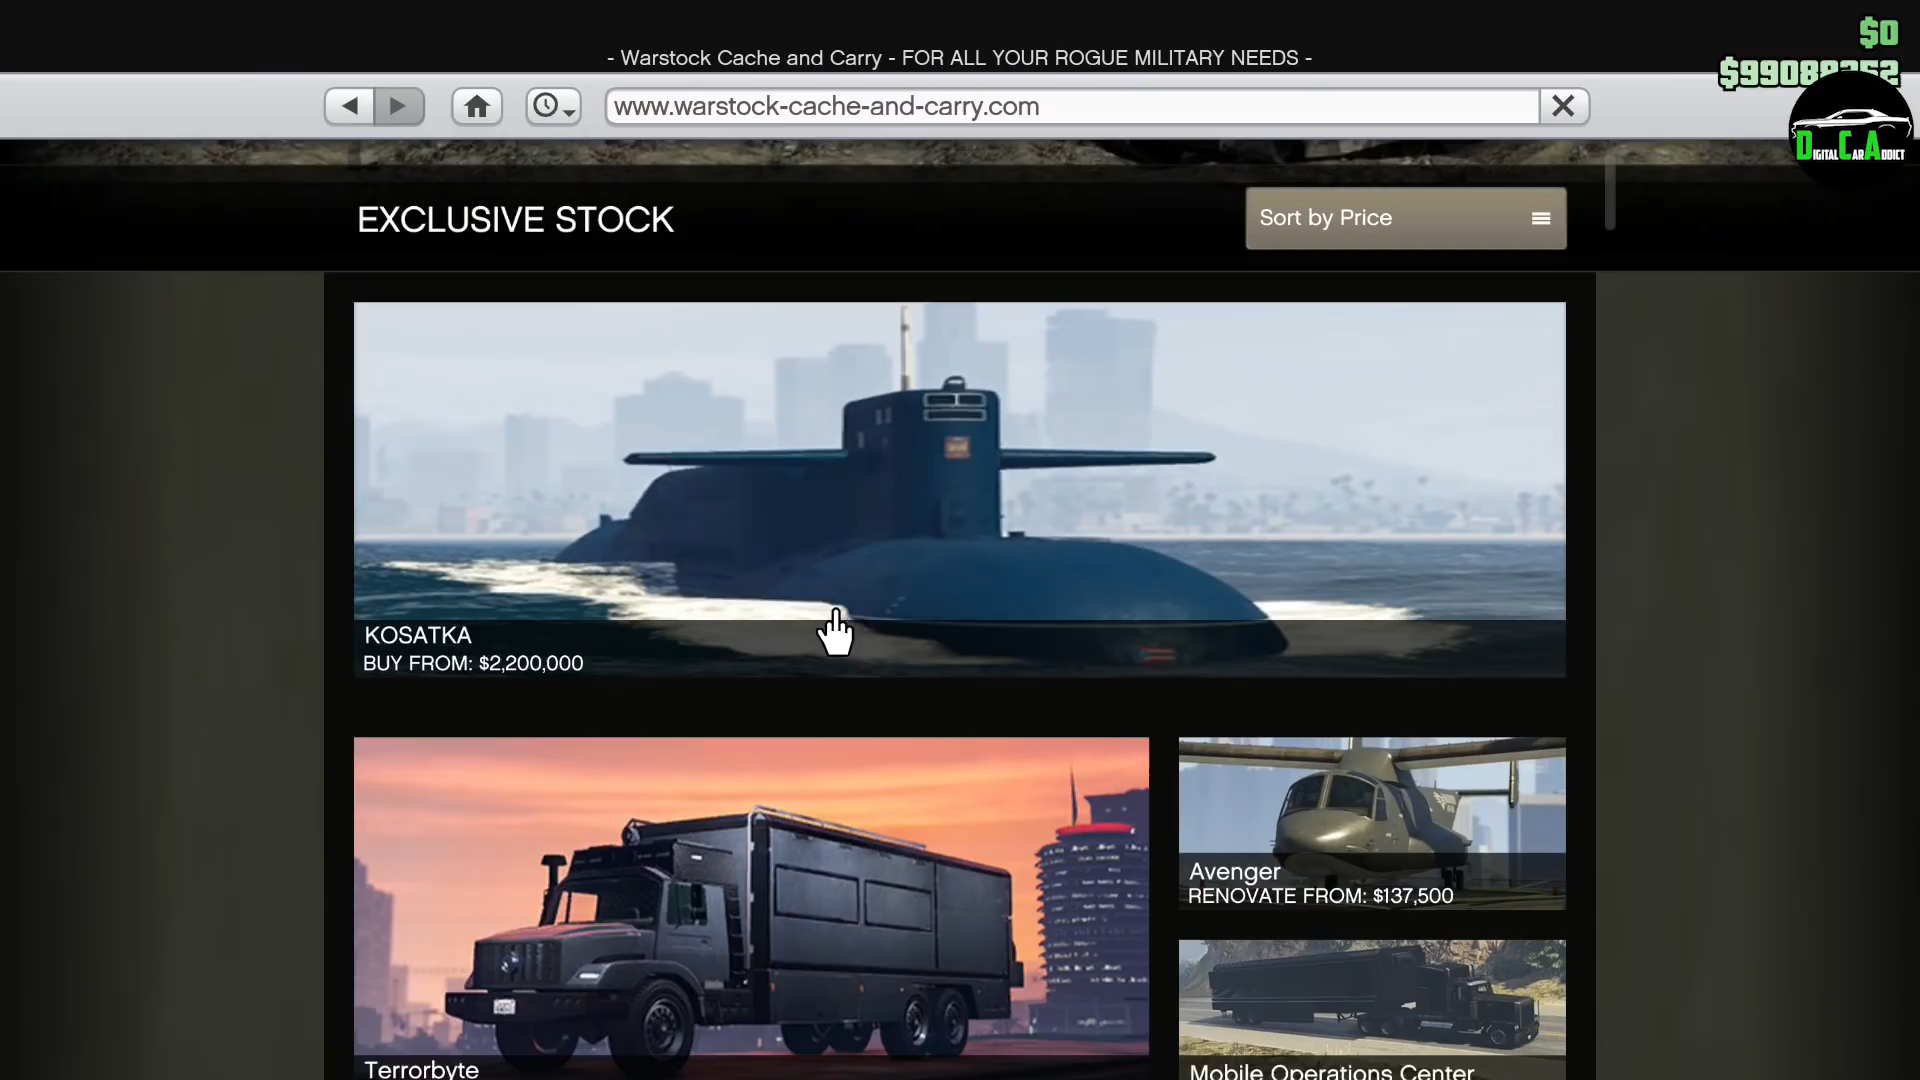 $0
- Warstock Cache and Carry - FOR ALL YOUR ROGUE MILITARY NEEDS -
www.warstock-cache-and-carry.com
DIGITALCARADDICT
EXCLUSIVE STOCK
Sort by Price
KOSATKA
BUY FROM: $2,200,000
Avenger
RENOVATE FROM: $137,500
Terrorbyte
Mobile Operations Center